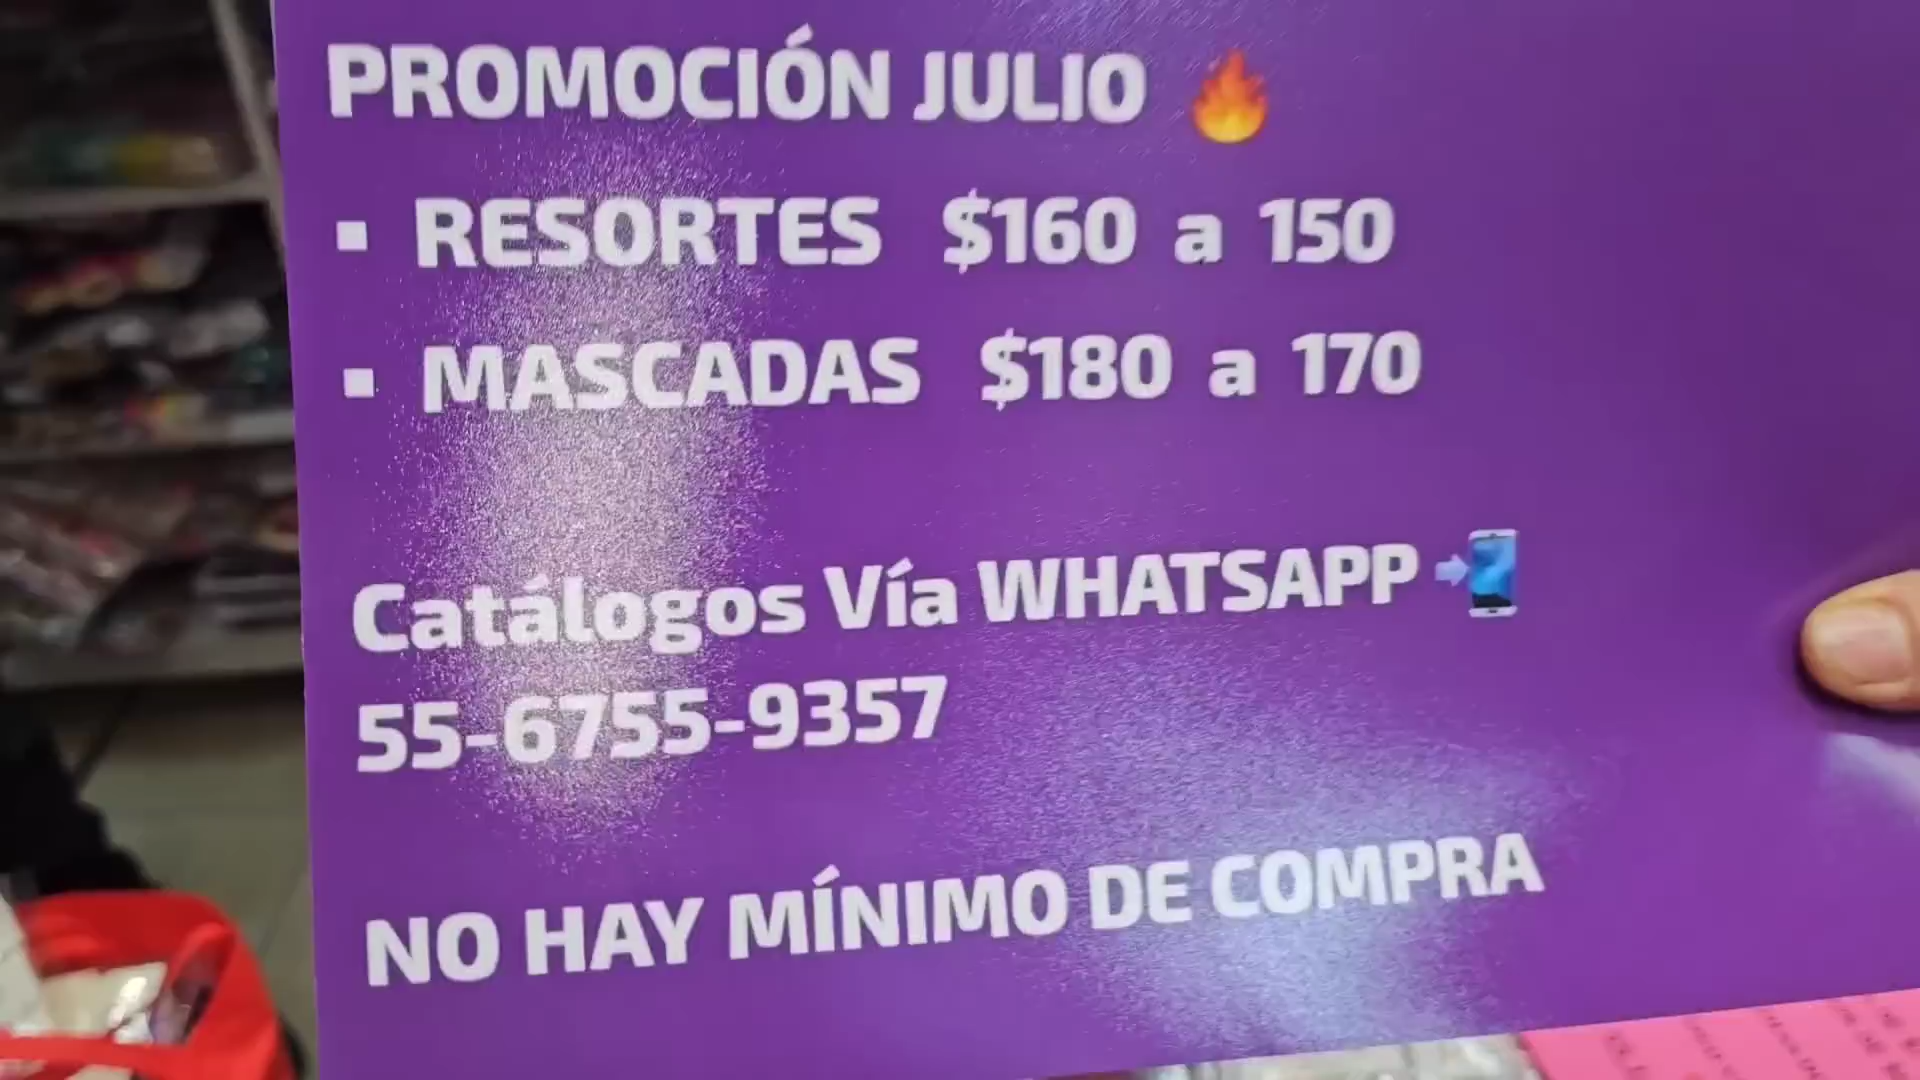 PROMOCIÓN JULIO 🔥
▪ RESORTES $160 a 150
▪ MASCADAS $180 a 170
Catálogos Vía WHATSAPP 📲
55-6755-9357
NO HAY MÍNIMO DE COMPRA